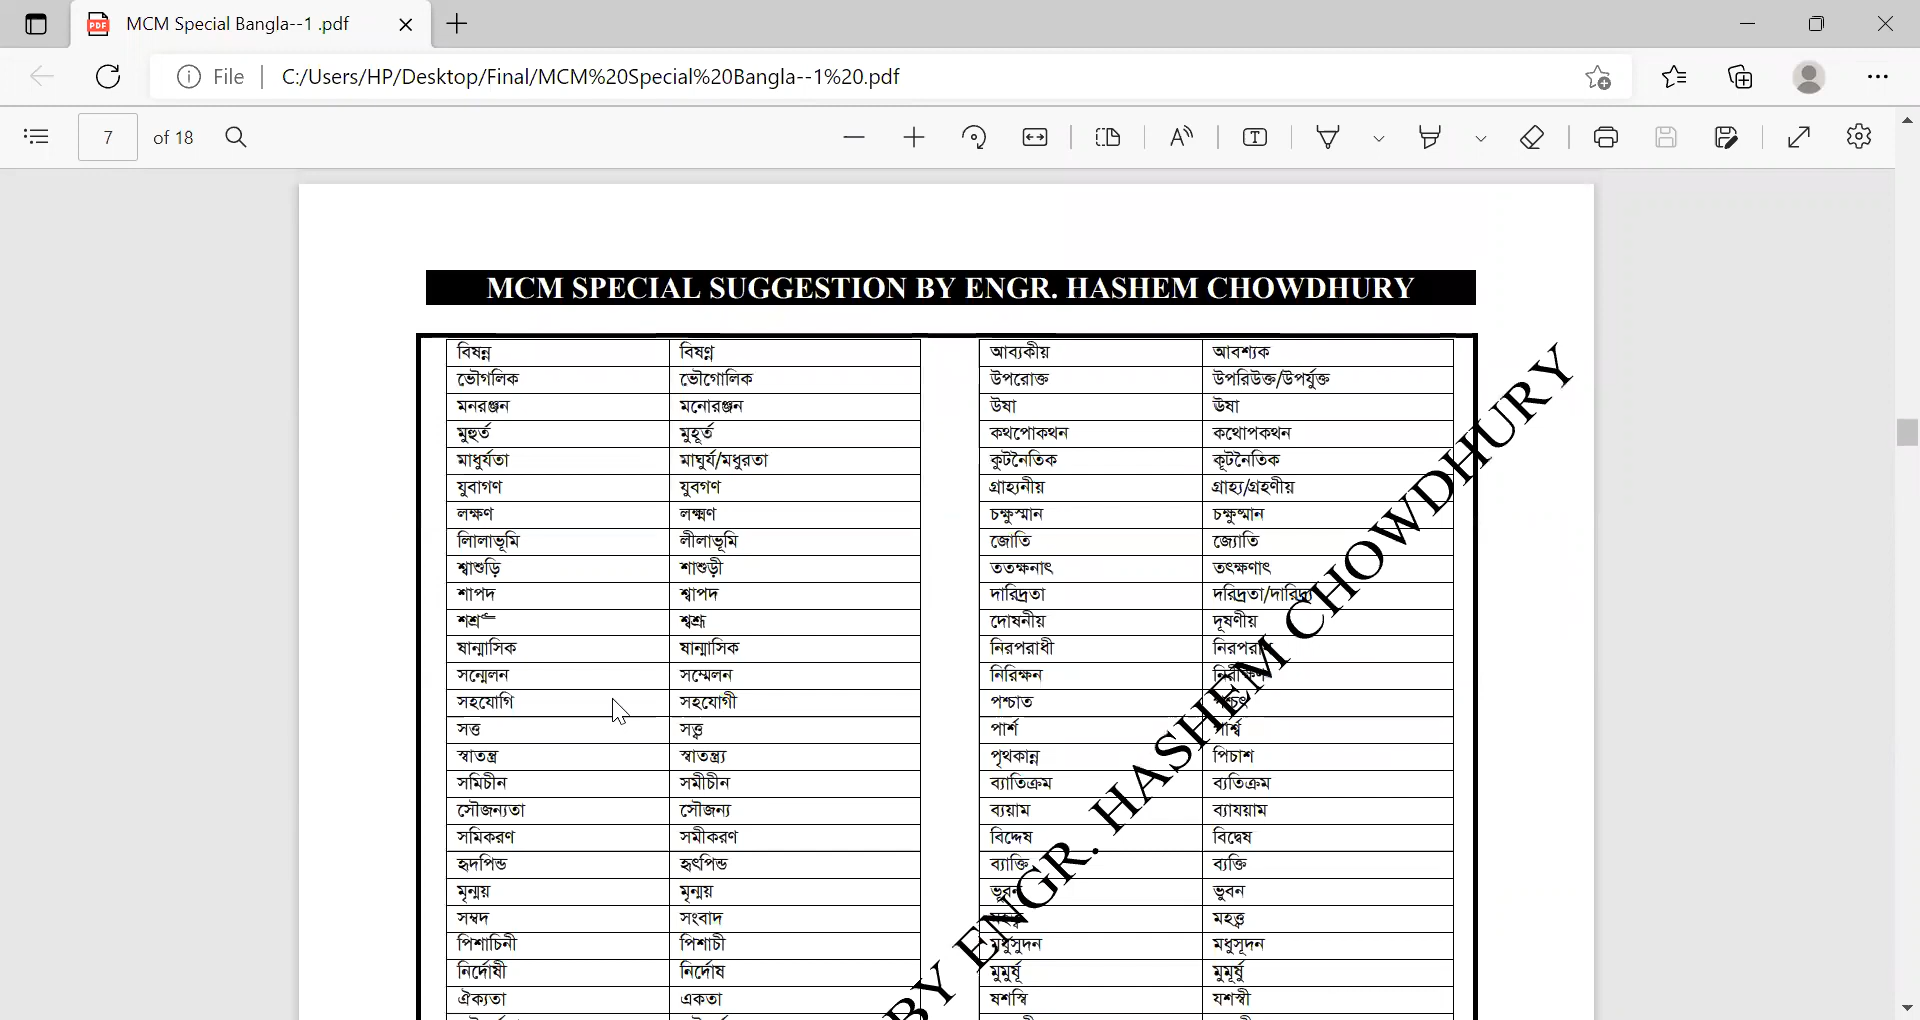 MCM Special Bangla--1 .pdf
File C:/Users/HP/Desktop/Final/MCM%20Special%20Bangla--1%20.pdf
7 of 18
MCM SPECIAL SUGGESTION BY ENGR. HASHEM CHOWDHURY
বিষন্ন বিষণ্ণ আব্যকীয় আবশ্যক
ভৌগলিক ভৌগোলিক উপরোক্ত উপরিউক্ত/উপর্যুক্ত
মনরঞ্জন মনোরঞ্জন উষা ঊষা
মুহুর্ত মুহূর্ত কথপোকথন কথোপকথন
মাধুর্যতা মাঘুর্য/মধুরতা কুটনৈতিক কূটনৈতিক
যুবাগণ যুবগণ গ্রাহ্যনীয় গ্রাহ্য/গ্রহণীয়
লক্ষণ লক্ষ্মণ চক্ষুস্মান চক্ষুষ্মান
লিালাভূমি লীলাভূমি জোতি জ্যোতি
শ্বাশুড়ি শাশুড়ী ততক্ষনাৎ তৎক্ষণাৎ
শাপদ শ্বাপদ দারিদ্রতা দরিদ্রতা/দারিদ্র্য
শ্বশ্রূ দোষনীয় দূষণীয়
ষান্মাসিক ষান্মাসিক নিরপরাধী
সন্মেলন সম্মেলন নিরিক্ষন
সহযোগি সহযোগী পশ্চাত
সত্ত সত্ত্ব পার্শ পার্শ্ব
স্বাতন্ত্র স্বাতন্ত্র্য পৃথকান্ন পিচাশ
সমিচীন সমীচীন ব্যাতিক্রম ব্যতিক্রম
সৌজন্যতা সৌজন্য ব্যয়াম ব্যাযয়াম
সমিকরণ সমীকরণ বিদ্দেষ বিদ্বেষ
হৃদপিন্ড হৃৎপিন্ড ব্যাক্তি ব্যক্তি
মৃন্ময় মৃন্ময় ভুবন
সম্বদ সংবাদ মহত্ত্ব
পিশাচিনী পিশাচী মধুসুদন মধুসূদন
নির্দোষী নির্দোষ মুমুর্ষূ মুমূর্ষু
ঐক্যতা একতা ষশস্বি যশস্বী
BY ENGR. HASHEM CHOWDHURY